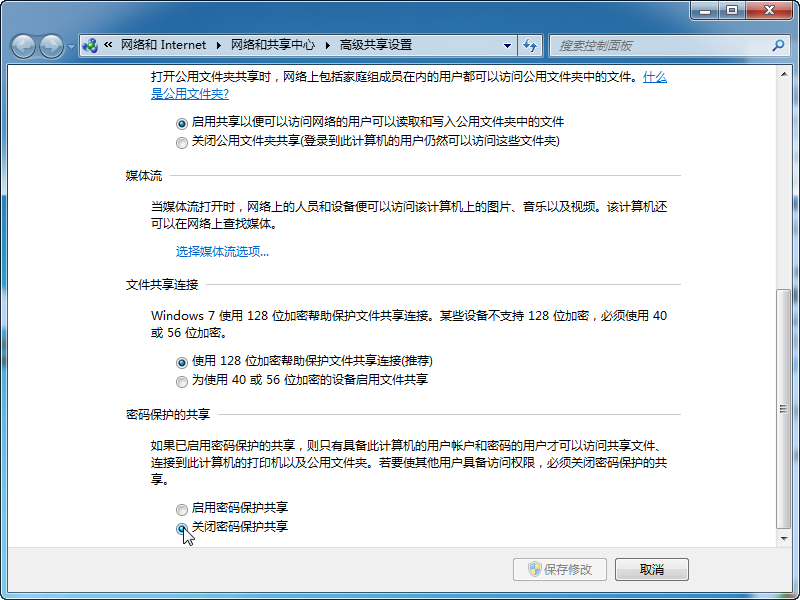 « 网络和 Internet ▸ 网络和共享中心 ▸ 高级共享设置
搜索控制面板
打开公用文件夹共享时，网络上包括家庭组成员在内的用户都可以访问公用文件夹中的文件。什么
是公用文件夹?
启用共享以便可以访问网络的用户可以读取和写入公用文件夹中的文件
关闭公用文件夹共享(登录到此计算机的用户仍然可以访问这些文件夹)
媒体流
当媒体流打开时，网络上的人员和设备便可以访问该计算机上的图片、音乐以及视频。该计算机还
可以在网络上查找媒体。
选择媒体流选项...
文件共享连接
Windows 7 使用 128 位加密帮助保护文件共享连接。某些设备不支持 128 位加密，必须使用 40
或 56 位加密。
使用 128 位加密帮助保护文件共享连接(推荐)
为使用 40 或 56 位加密的设备启用文件共享
密码保护的共享
如果已启用密码保护的共享，则只有具备此计算机的用户帐户和密码的用户才可以访问共享文件、
连接到此计算机的打印机以及公用文件夹。若要使其他用户具备访问权限，必须关闭密码保护的共
享。
启用密码保护共享
关闭密码保护共享
保存修改
取消